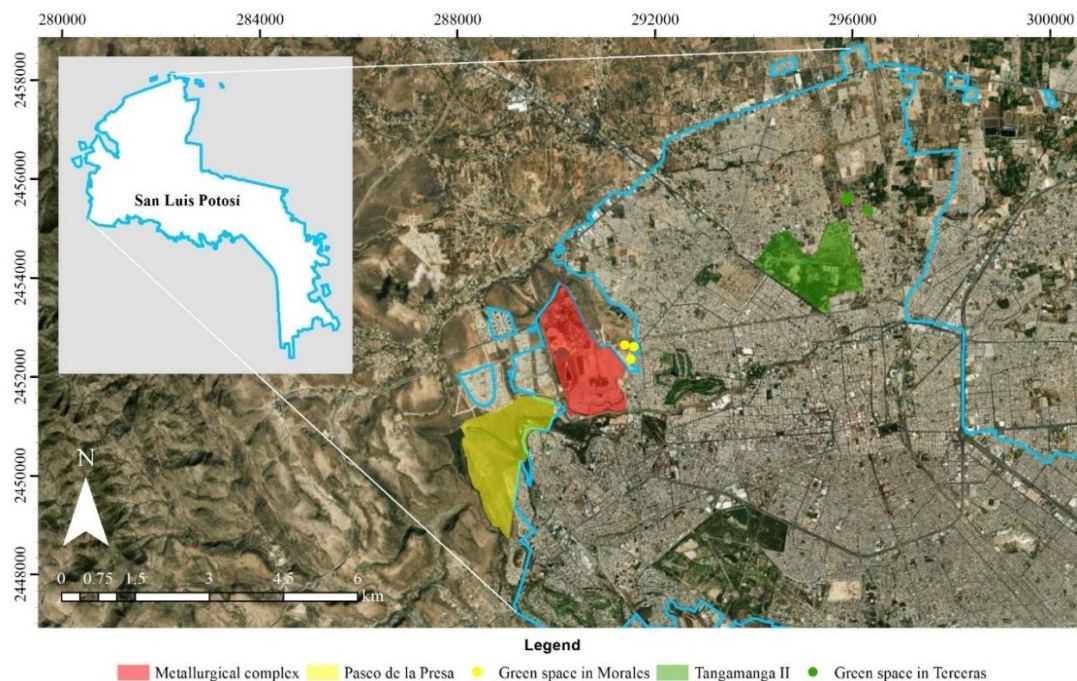 280000 284000 288000 292000 296000 300000
2458000
2456000
2454000
2452000
2450000
2448000
San Luis Potosí
N
0 0.75 1.5 3 4.5 6
km
Legend
Metallurgical complex Paseo de la Presa Green space in Morales Tangamanga II Green space in Terceras